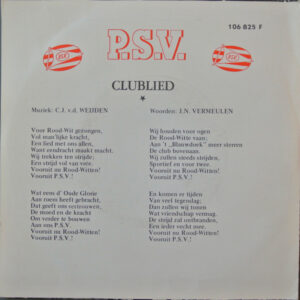 106 825 F
P.S.V.
PSV
PSV
CLUBLIED
Muziek: C.J. v.d. WEIJDEN
Woorden: J.N. VERMEULEN
Voor Rood-Wit gezongen,
Vol man'lijke kracht,
Een lied met ons allen,
Want eendracht maakt macht.
Wij trekken ten strijde;
Een strijd vol van vuur.
Vooruit nu Rood-Witten!
Vooruit P.S.V.!
Wat eens d' Oude Glorie
Aan roem heeft gebracht,
Dat geeft ons vertrouwen,
De moed en de kracht
Om verder te bouwen
Aan ons P.S.V.
Vooruit nu Rood-Witten!
Vooruit P.S.V.!
Wij houden voor ogen
De Rood-Witte vaan;
Aan 't „Blauwdoek" meer sterren
De club bovenaan.
Wij zullen steeds strijden,
Sportief en voor twee.
Vooruit nu Rood-Witten!
Vooruit P.S.V.!
En komen er tijden
Van veel tegenslag;
Dan zullen wij tonen
Wat vriendschap vermag.
De strijd zal ontbranden,
Een ieder vecht mee.
Vooruit nu Rood-Witten!
Vooruit P.S.V.!